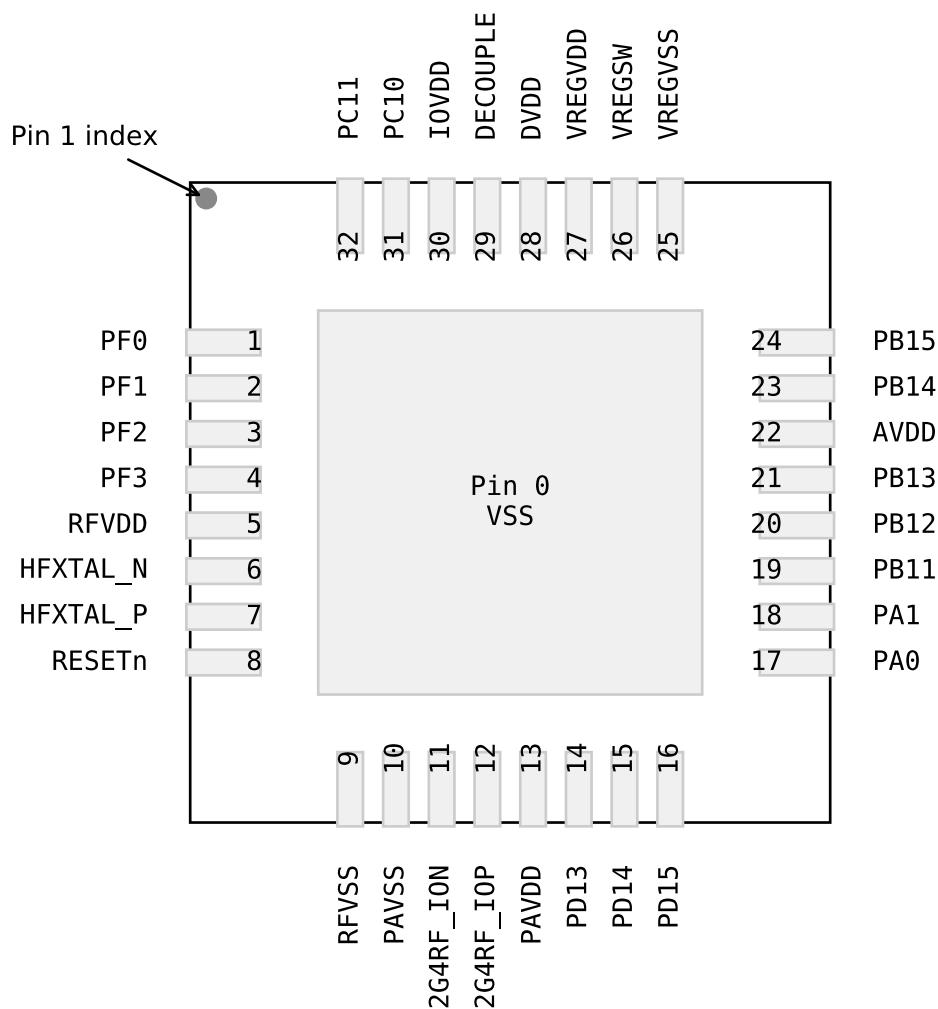 PC11
PC10
IOVDD
DECOUPLE
DVDD
VREGVDD
VREGSW
VREGVSS
Pin 1 index
32
31
30
29
28
27
26
25
PF0 1
PF1 2
PF2 3
PF3 4
RFVDD 5
HFXTAL_N 6
HFXTAL_P 7
RESETn 8
Pin 0
VSS
24 PB15
23 PB14
22 AVDD
21 PB13
20 PB12
19 PB11
18 PA1
17 PA0
9
10
11
12
13
14
15
16
RFVSS
PAVSS
2G4RF_ION
2G4RF_IOP
PAVDD
PD13
PD14
PD15